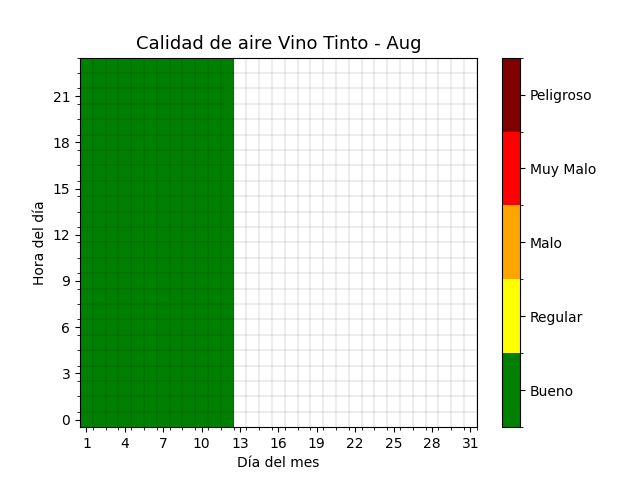 Calidad de aire Vino Tinto - Aug
21
18
15
12
9
6
3
0
Hora del día
1 4 7 10 13 16 19 22 25 28 31
Día del mes
Peligroso
Muy Malo
Malo
Regular
Bueno